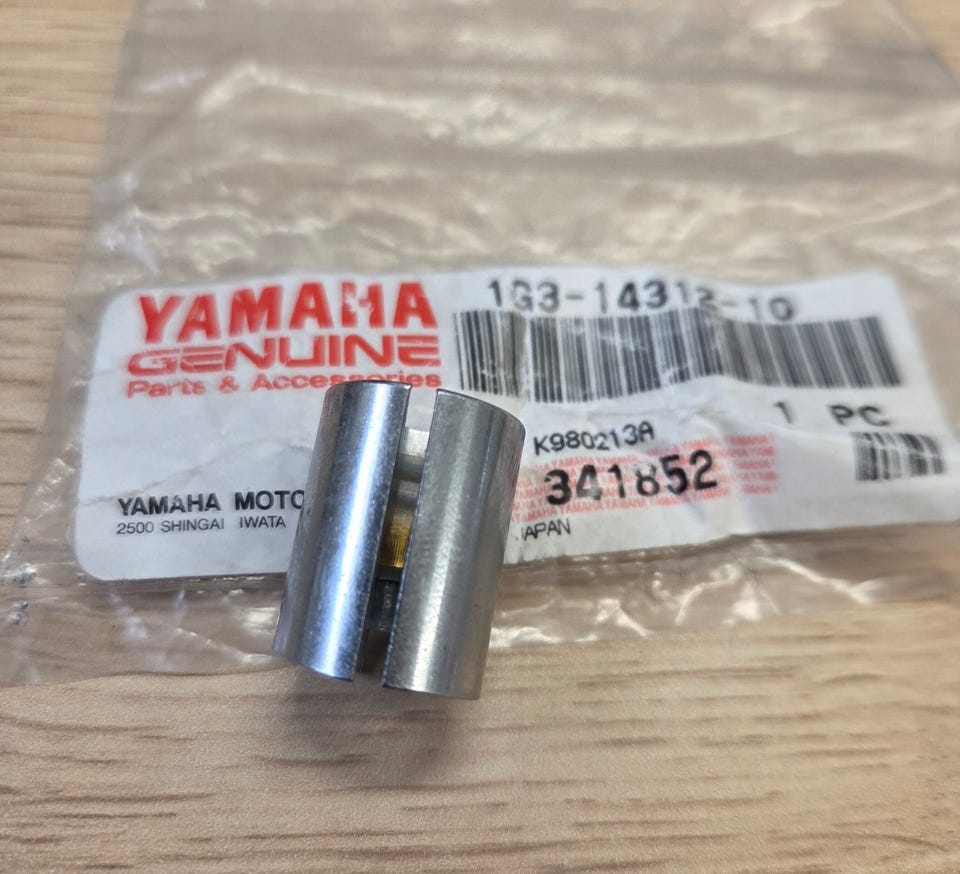 YAMAHA
GENUINE
Parts & Accessories
1G3-14312-10
1 PC
K980213A
341852
YAMAHA MOTO
2500 SHINGAI IWATA JAPAN